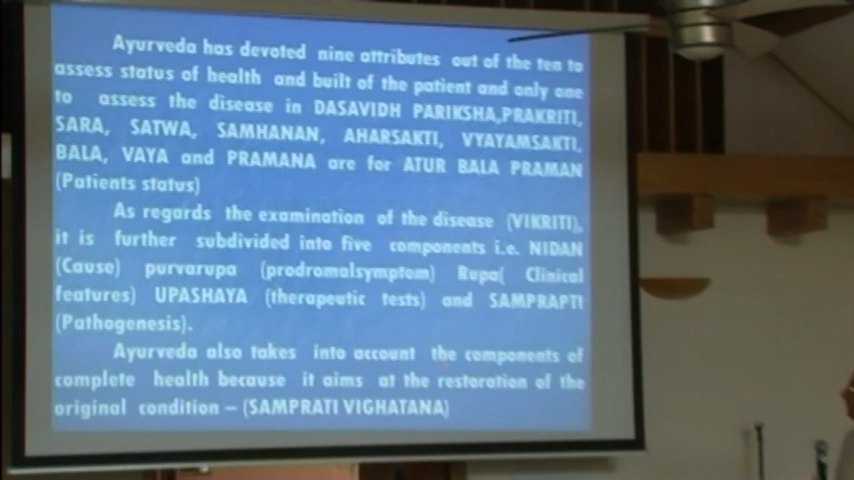 Ayurveda has devoted nine attributes out of the ten to
assess status of health and built of the patient and only one
to assess the disease in DASAVIDH PARIKSHA,PRAKRITI,
SARA, SATWA, SAMHANAN, AHARSAKTI, VYAYAMSAKTI,
BALA, VAYA and PRAMANA are for ATUR BALA PRAMAN
(Patients status)
As regards the examination of the disease (VIKRITI),
it is further subdivided into five components i.e. NIDAN
(Cause) purvarupa (prodromalsymptom) Rupa( Clinical
features) UPASHAYA (therapeutic tests) and SAMPRAPTI
(Pathogenesis).
Ayurveda also takes into account the components of
complete health because it aims at the restoration of the
original condition – (SAMPRATI VIGHATANA)